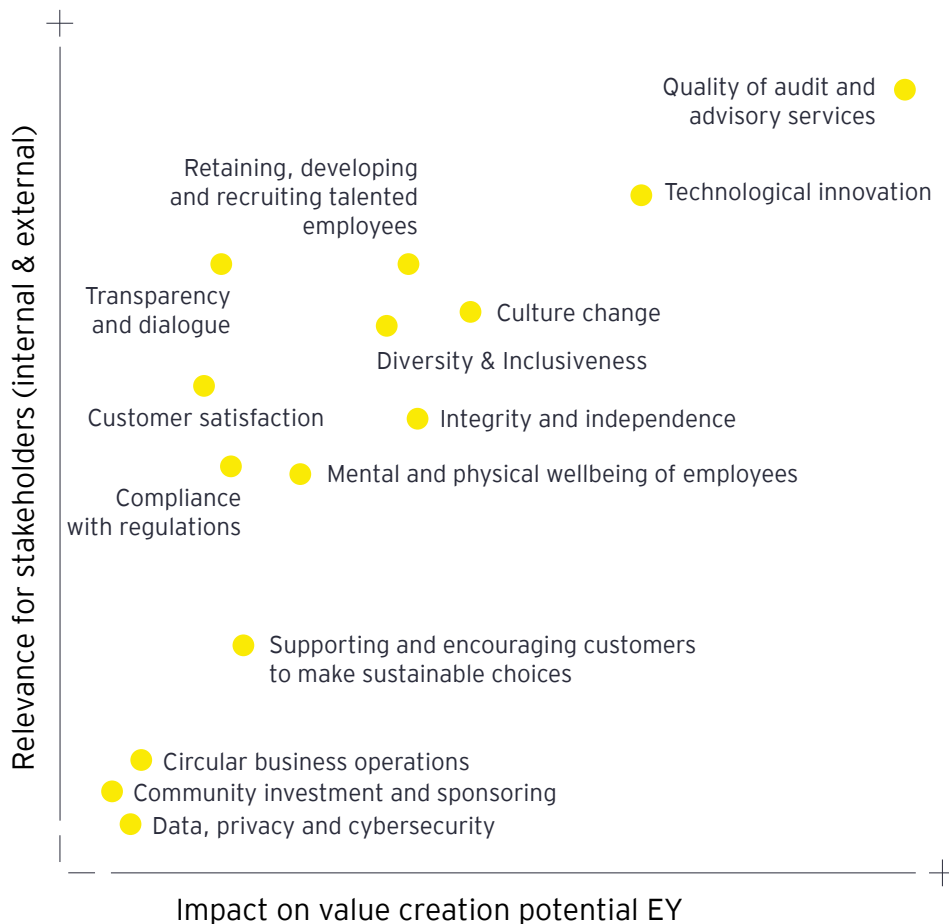 Quality of audit and
advisory services
Retaining, developing
and recruiting talented
employees
Technological innovation
Transparency
and dialogue
Culture change
Diversity & Inclusiveness
Customer satisfaction
Integrity and independence
Mental and physical wellbeing of employees
Compliance
with regulations
Supporting and encouraging customers
to make sustainable choices
Circular business operations
Community investment and sponsoring
Data, privacy and cybersecurity
Relevance for stakeholders (internal & external)
Impact on value creation potential EY